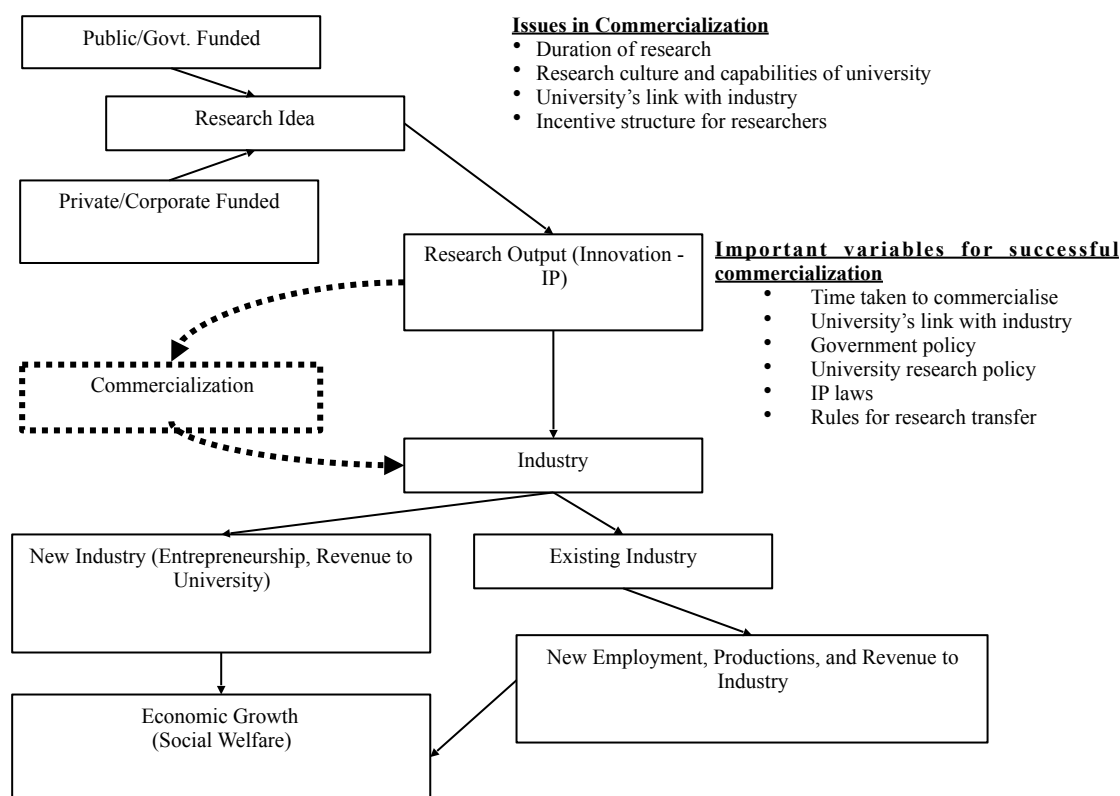 Public/Govt. Funded
Issues in Commercialization
• Duration of research
• Research culture and capabilities of university
• University’s link with industry
• Incentive structure for researchers
Research Idea
Private/Corporate Funded
Research Output (Innovation -
IP)
Important variables for successful
commercialization
• Time taken to commercialise
• University’s link with industry
• Government policy
• University research policy
• IP laws
• Rules for research transfer
Commercialization
Industry
New Industry (Entrepreneurship, Revenue to
University)
Existing Industry
New Employment, Productions, and Revenue to
Industry
Economic Growth
(Social Welfare)